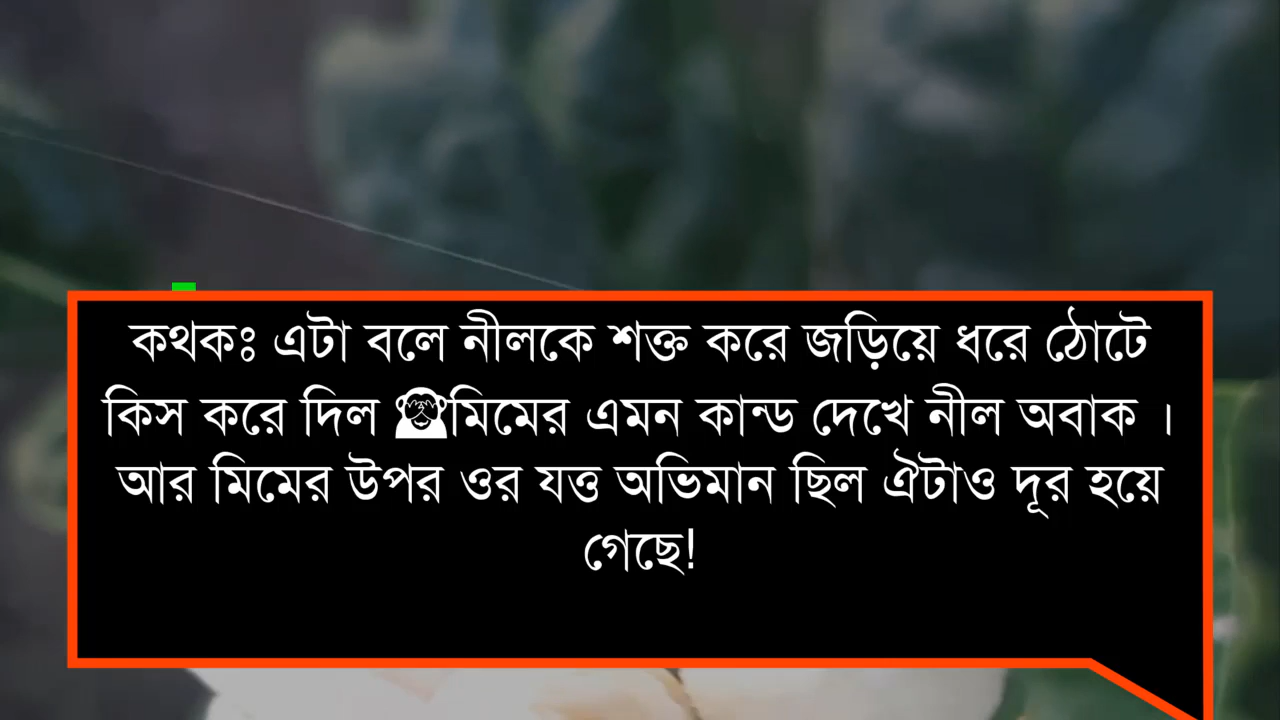 কথকঃ এটা বলে নীলকে শক্ত করে জড়িয়ে ধরে ঠোটে
কিস করে দিল 🙈মিমের এমন কান্ড দেখে নীল অবাক ।
আর মিমের উপর ওর যত্ত অভিমান ছিল ঐটাও দূর হয়ে
গেছে!